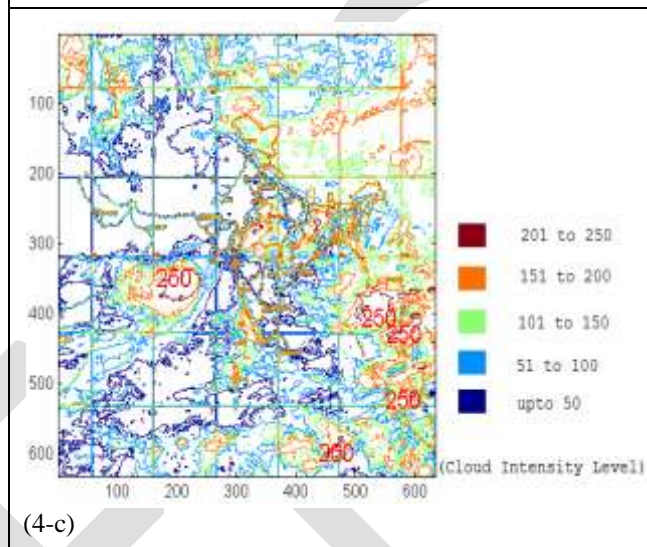 100
200
300
400
500
600
100 200 300 400 500 600
250
250
250
250
250
201 to 250
151 to 200
101 to 150
51 to 100
upto 50
(Cloud Intensity Level)
(4-c)